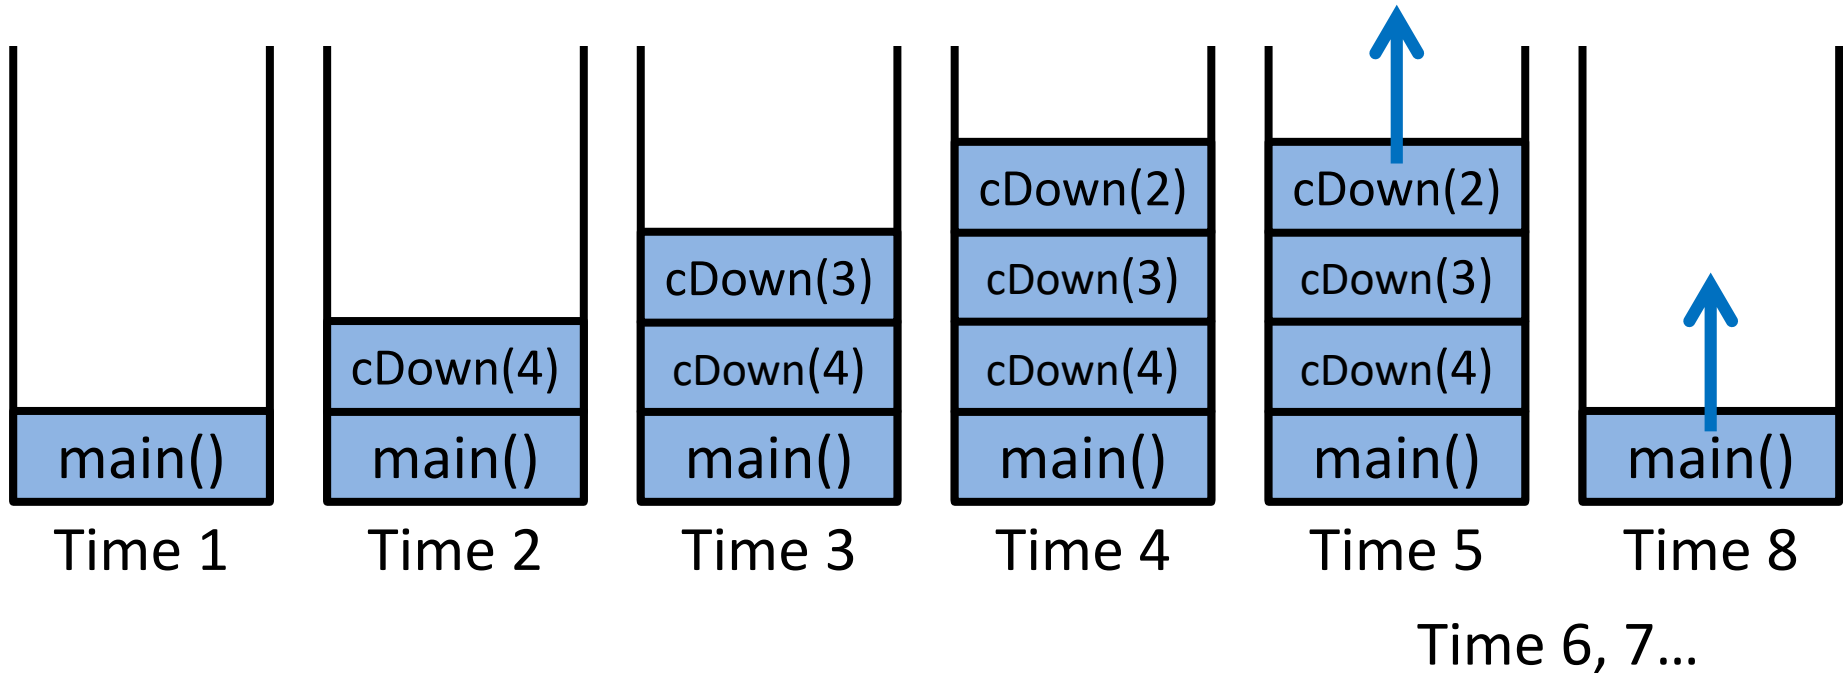 main()
Time 1
cDown(4)
main()
Time 2
cDown(3)
cDown(4)
main()
Time 3
cDown(2)
cDown(3)
cDown(4)
main()
Time 4
cDown(2)
cDown(3)
cDown(4)
main()
Time 5
main()
Time 8
Time 6, 7...